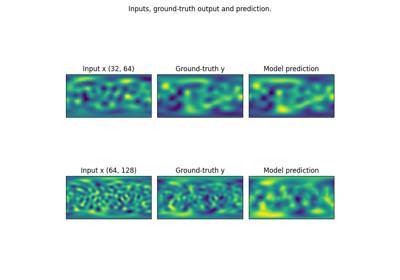 Inputs, ground-truth output and prediction.
Input x (32, 64) Ground-truth y Model prediction
Input x (64, 128) Ground-truth y Model prediction